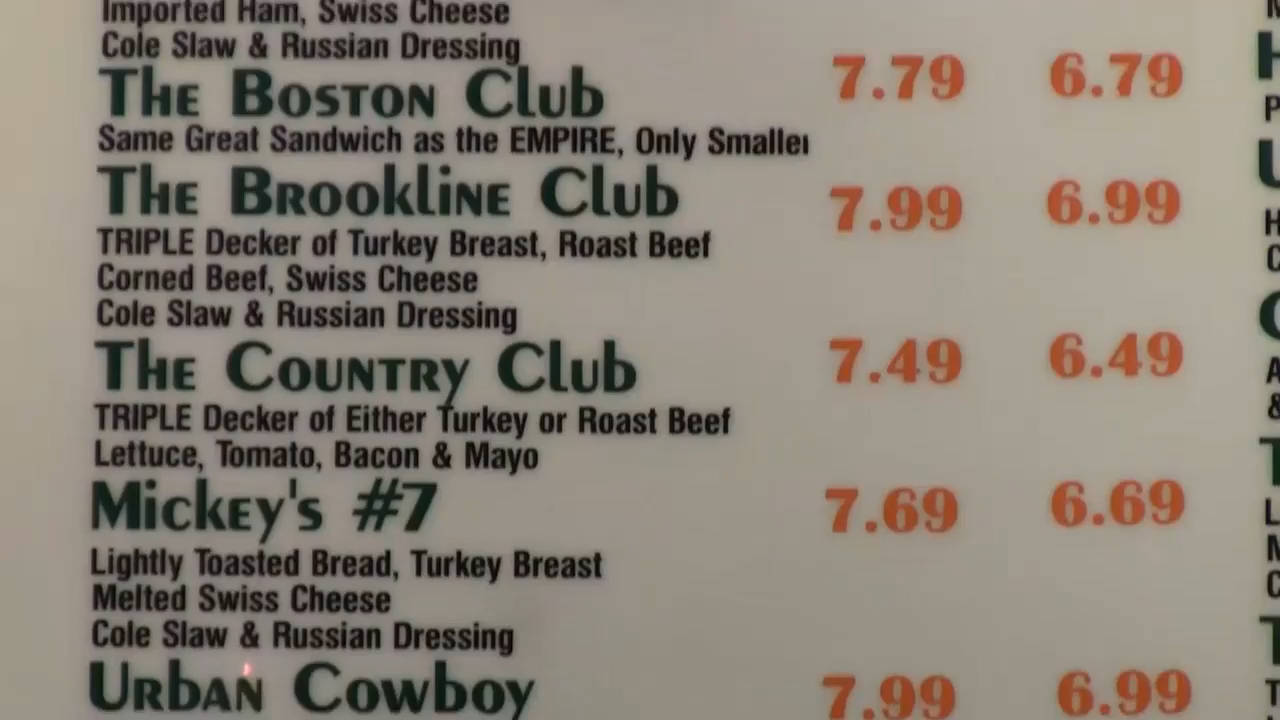 Imported Ham, Swiss Cheese
Cole Slaw & Russian Dressing
The Boston Club 7.79 6.79
Same Great Sandwich as the EMPIRE, Only Smaller
The Brookline Club 7.99 6.99
TRIPLE Decker of Turkey Breast, Roast Beef
Corned Beef, Swiss Cheese
Cole Slaw & Russian Dressing
The Country Club 7.49 6.49
TRIPLE Decker of Either Turkey or Roast Beef
Lettuce, Tomato, Bacon & Mayo
Mickey's #7 7.69 6.69
Lightly Toasted Bread, Turkey Breast
Melted Swiss Cheese
Cole Slaw & Russian Dressing
Urban Cowboy 7.99 6.99